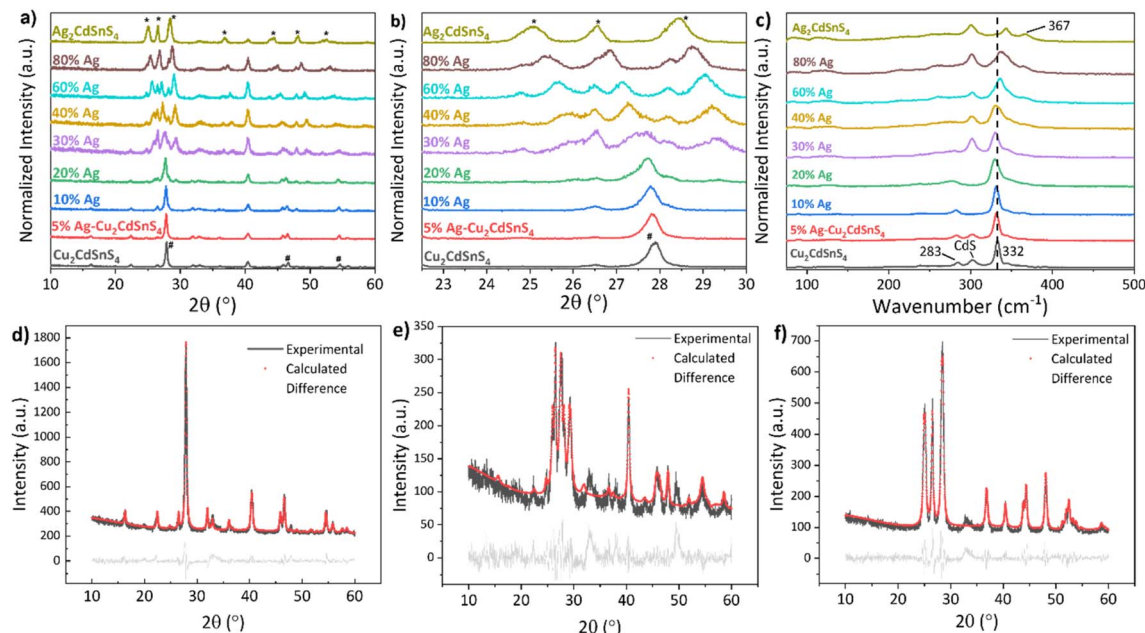 a)
Normalized Intensity (a.u.)
Ag₂CdSnS₄
80% Ag
60% Ag
40% Ag
30% Ag
20% Ag
10% Ag
5% Ag-Cu₂CdSnS₄
Cu₂CdSnS₄
* * * * * * *
# # #
10 20 30 40 50 60
2θ (°)
b)
Normalized Intensity (a.u.)
Ag₂CdSnS₄
80% Ag
60% Ag
40% Ag
30% Ag
20% Ag
10% Ag
5% Ag-Cu₂CdSnS₄
Cu₂CdSnS₄
* * *
#
23 24 25 26 27 28 29 30
2θ (°)
c)
Normalized Intensity (a.u.)
Ag₂CdSnS₄
367
80% Ag
60% Ag
40% Ag
30% Ag
20% Ag
10% Ag
5% Ag-Cu₂CdSnS₄
Cu₂CdSnS₄
283
CdS
332
100 200 300 400 500
Wavenumber (cm⁻¹)
d)
Intensity (a.u.)
1800
1600
1400
1200
1000
800
600
400
200
0
Experimental
Calculated
Difference
10 20 30 40 50 60
2θ (°)
e)
Intensity (a.u.)
350
300
250
200
150
100
50
0
Experimental
Calculated
Difference
10 20 30 40 50 60
2θ (°)
f)
Intensity (a.u.)
700
600
500
400
300
200
100
0
Experimental
Calculated
Difference
10 20 30 40 50 60
2θ (°)